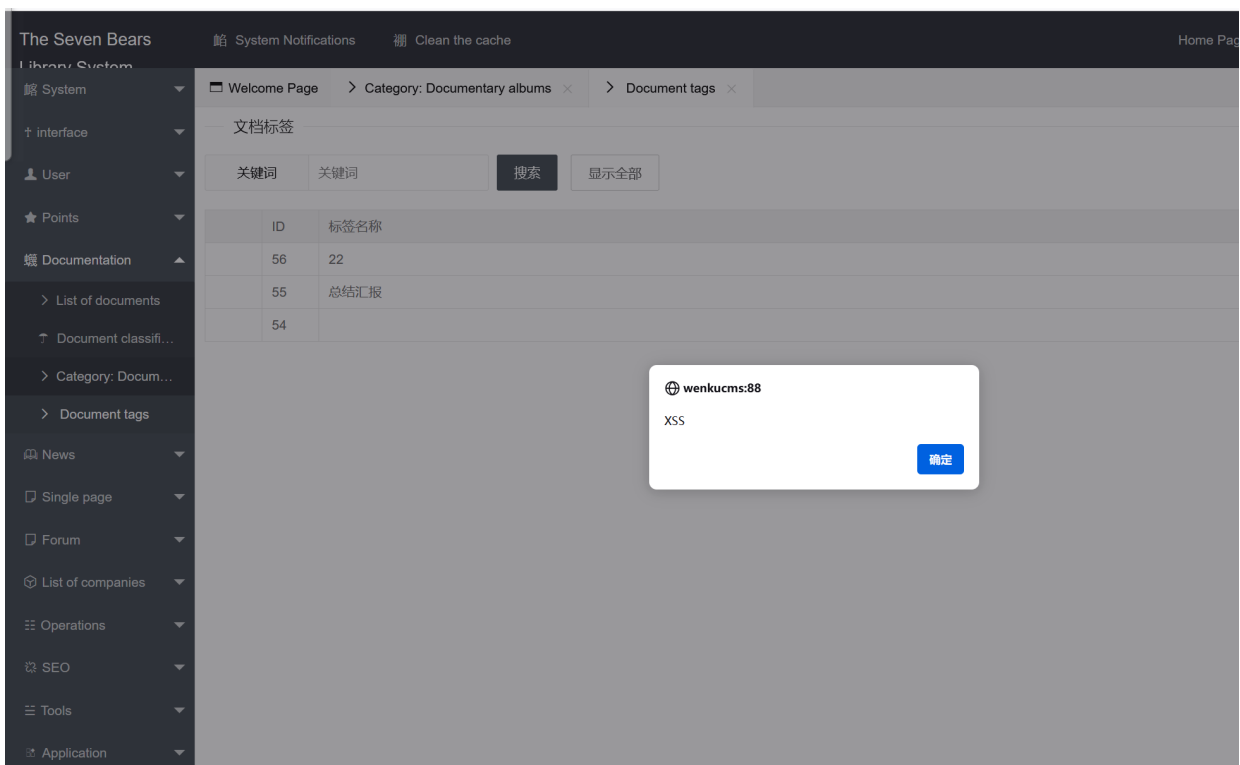 The Seven Bears
Library System
System Notifications
Clean the cache
Home Pag
System
interface
User
Points
Documentation
List of documents
Document classifi...
Category: Docum...
Document tags
News
Single page
Forum
List of companies
Operations
SEO
Tools
Application
Welcome Page
Category: Documentary albums
Document tags
文档标签
关键词 关键词 搜索 显示全部
ID 标签名称
56 22
55 总结汇报
54
wenkucms:88
XSS
确定